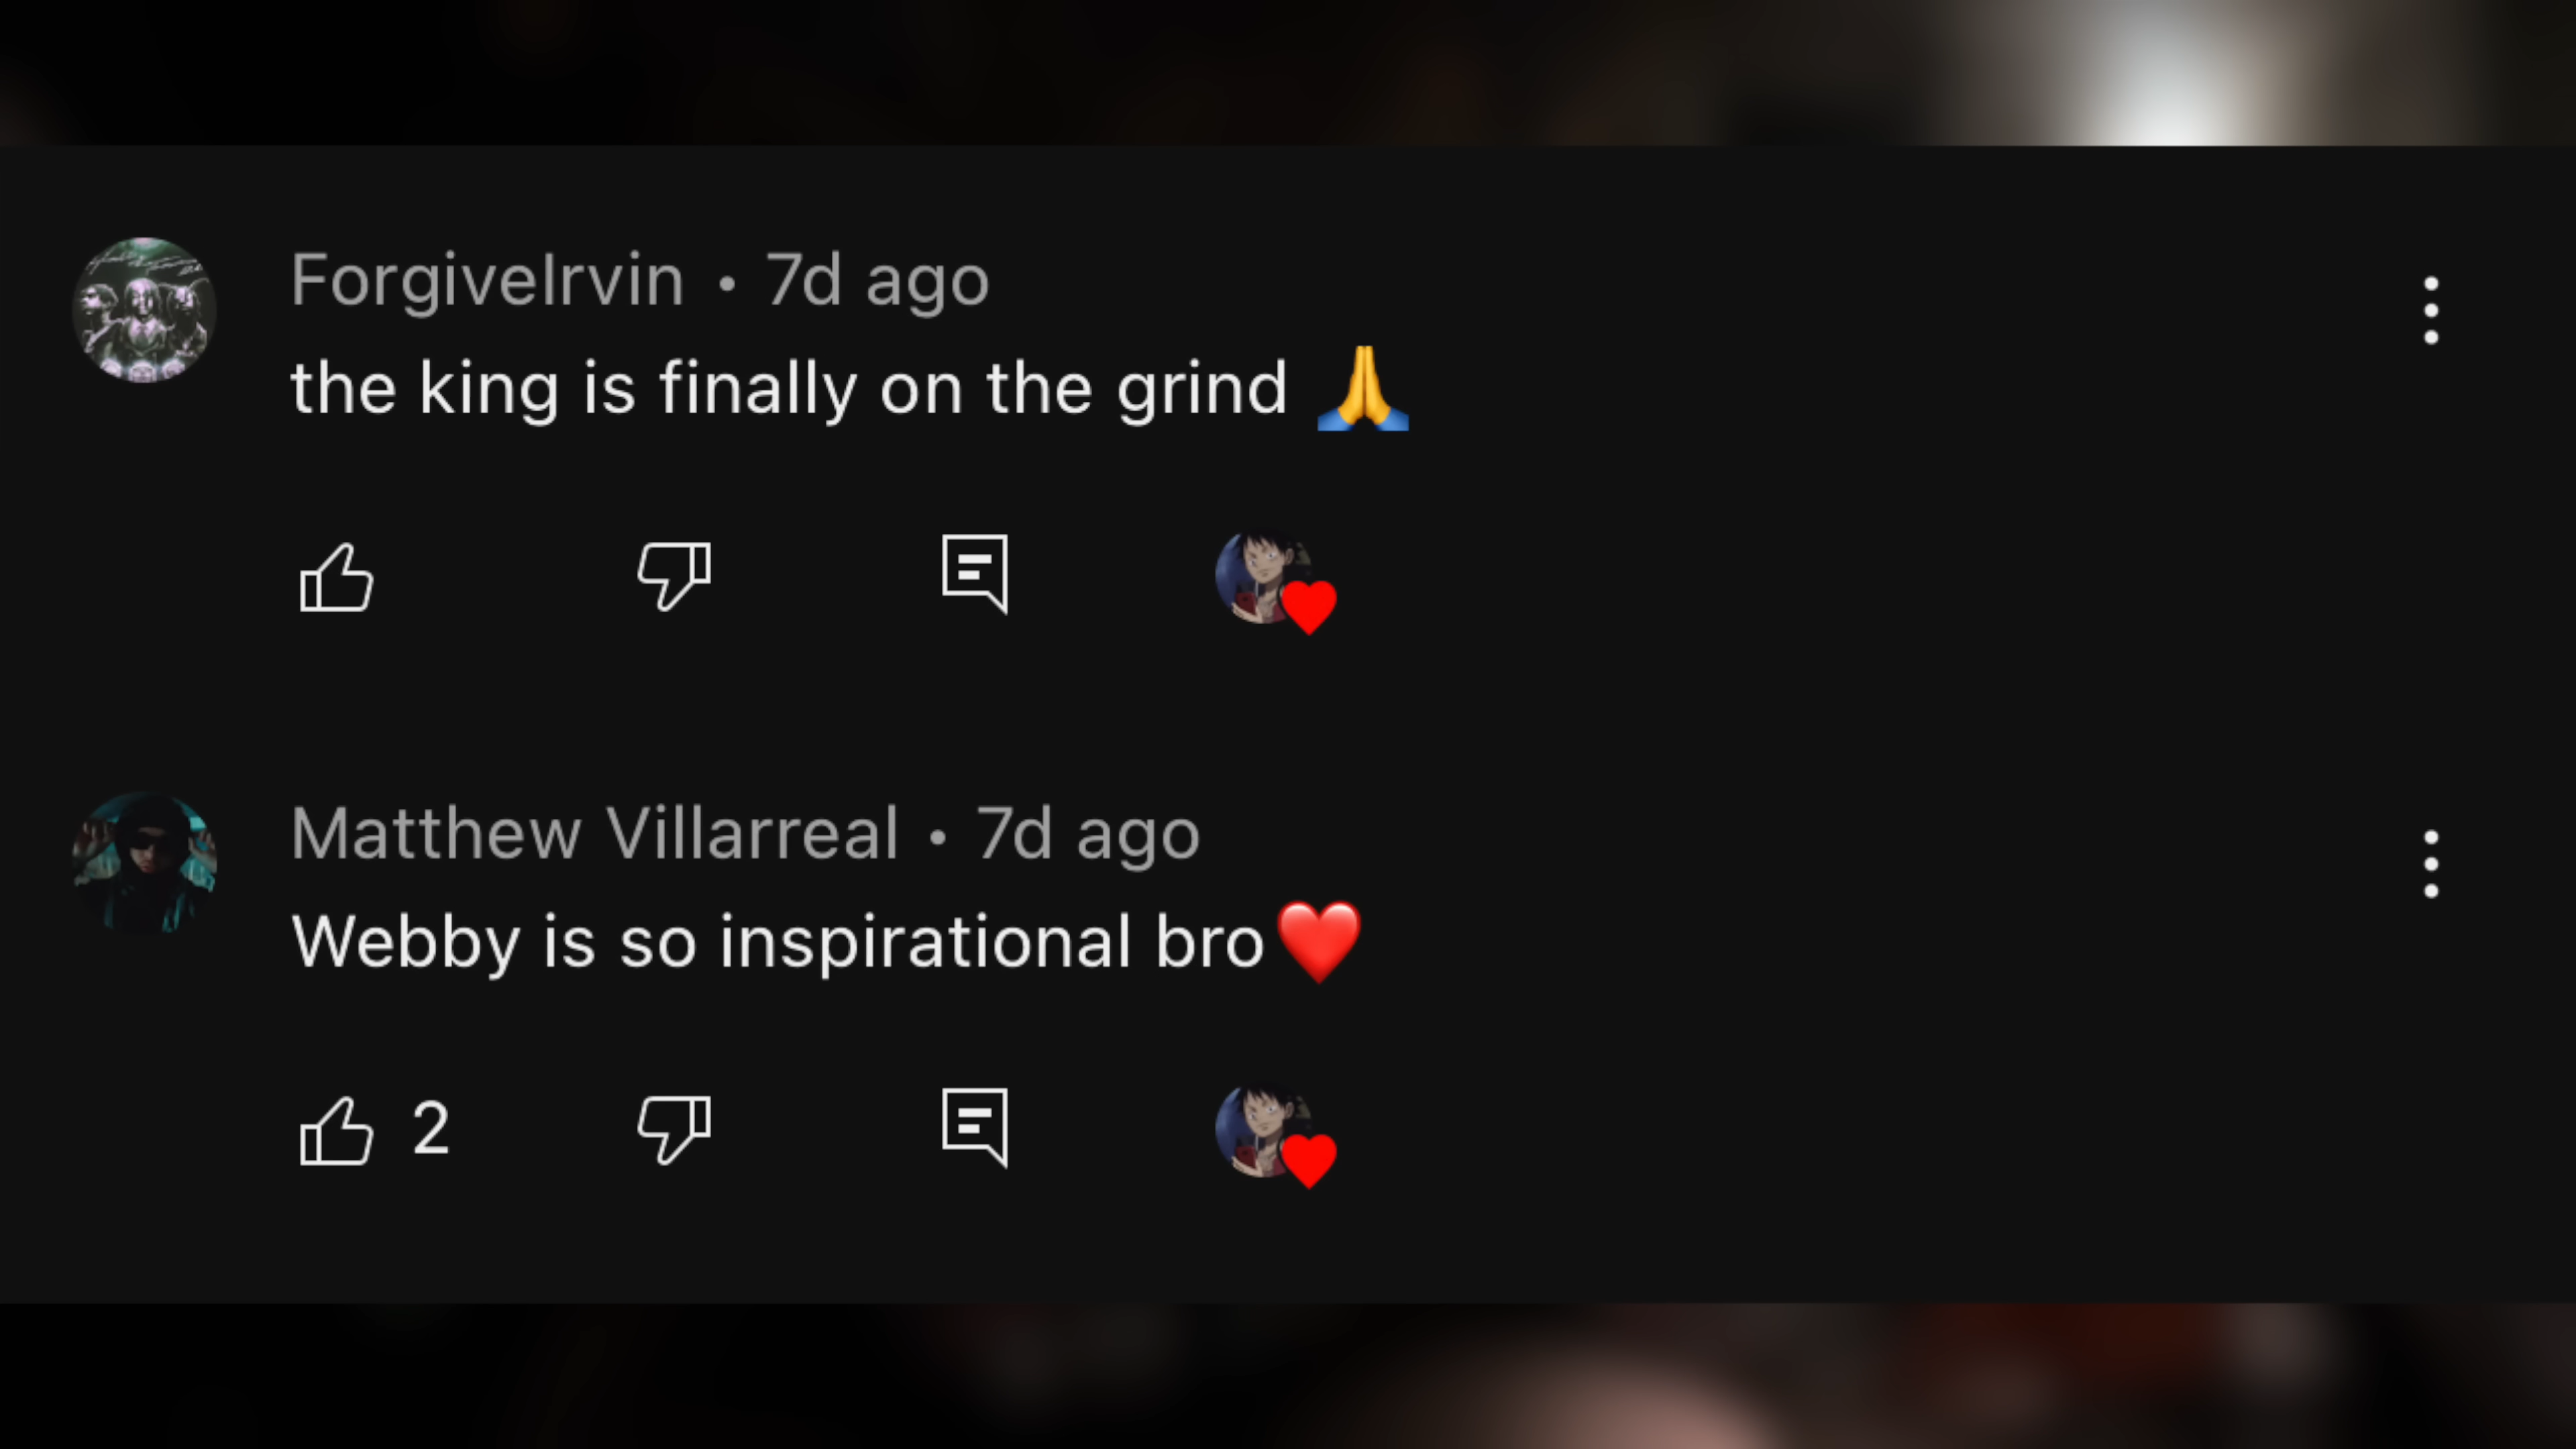 ForgiveIrvin • 7d ago
the king is finally on the grind 🙏
Matthew Villarreal • 7d ago
Webby is so inspirational bro❤️
2